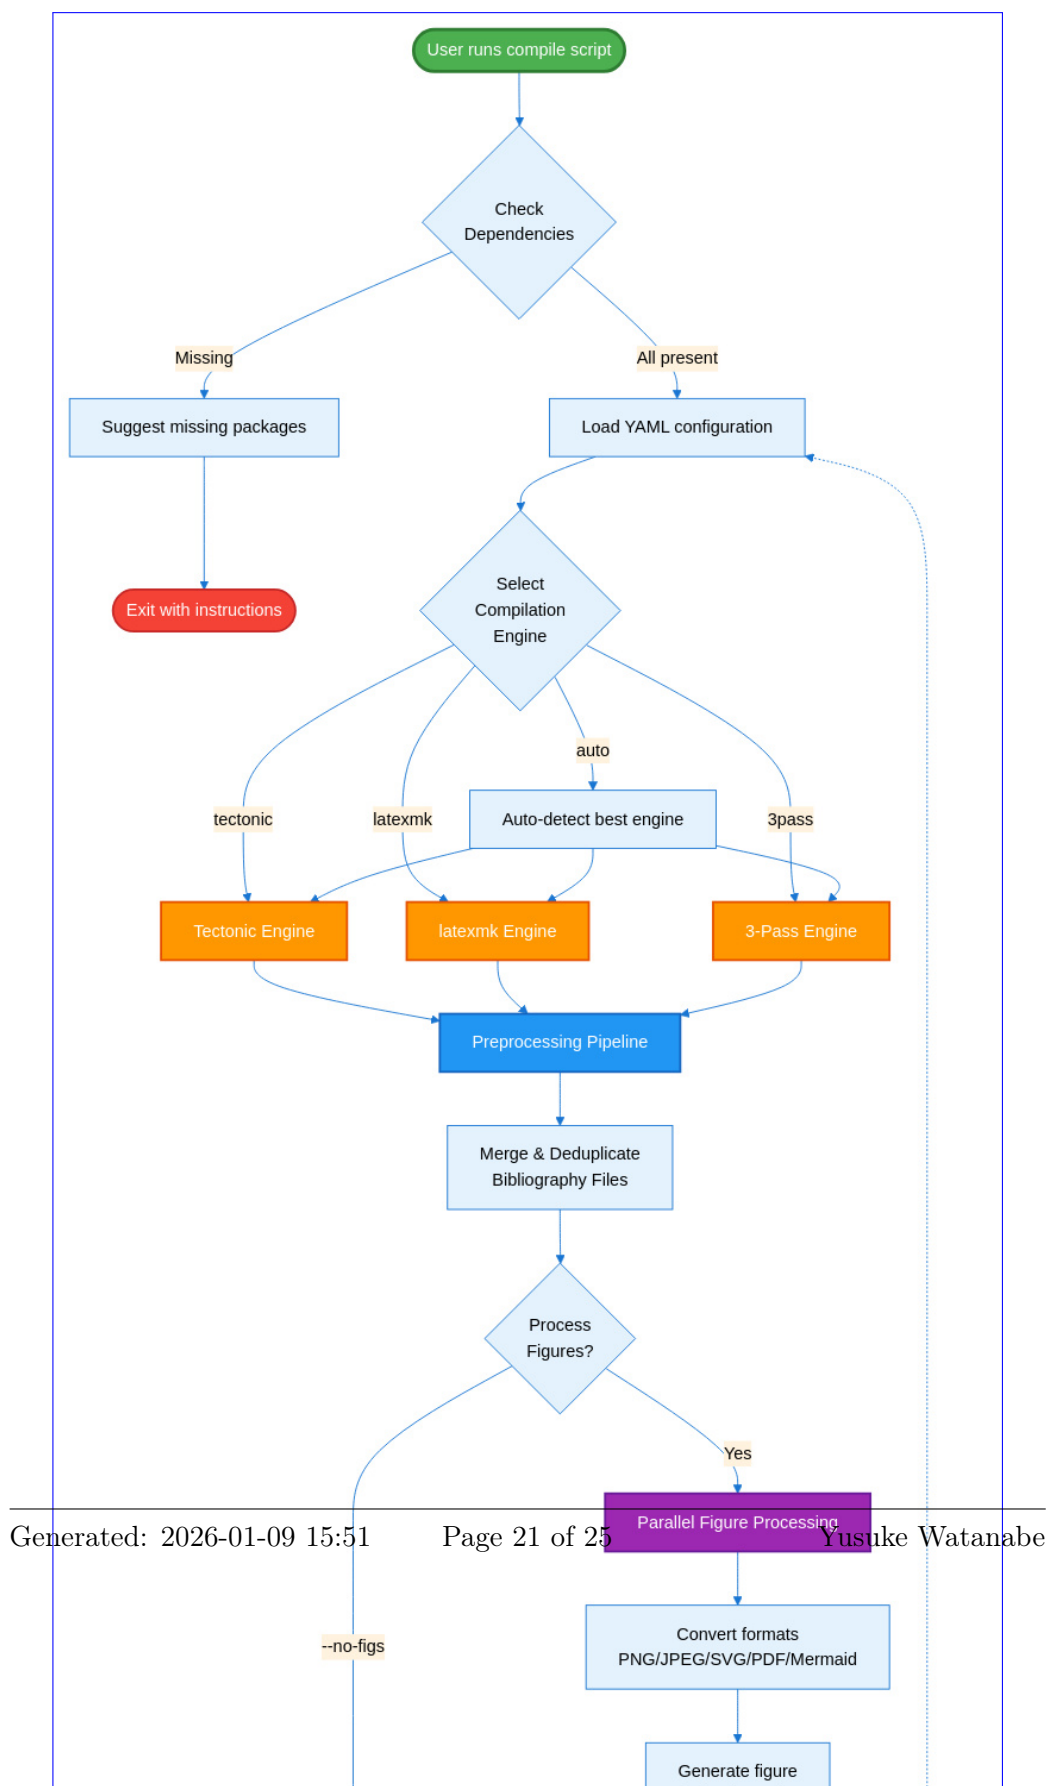 User runs compile script
Check
Dependencies
Missing
All present
Suggest missing packages
Load YAML configuration
Select
Compilation
Engine
Exit with instructions
auto
tectonic
latexmk
Auto-detect best engine
3pass
Tectonic Engine
latexmk Engine
3-Pass Engine
Preprocessing Pipeline
Merge & Deduplicate
Bibliography Files
Process
Figures?
Yes
Parallel Figure Processing
Generated: 2026-01-09 15:51
Page 21 of 25
Yusuke Watanabe
--no-figs
Convert formats
PNG/JPEG/SVG/PDF/Mermaid
Generate figure